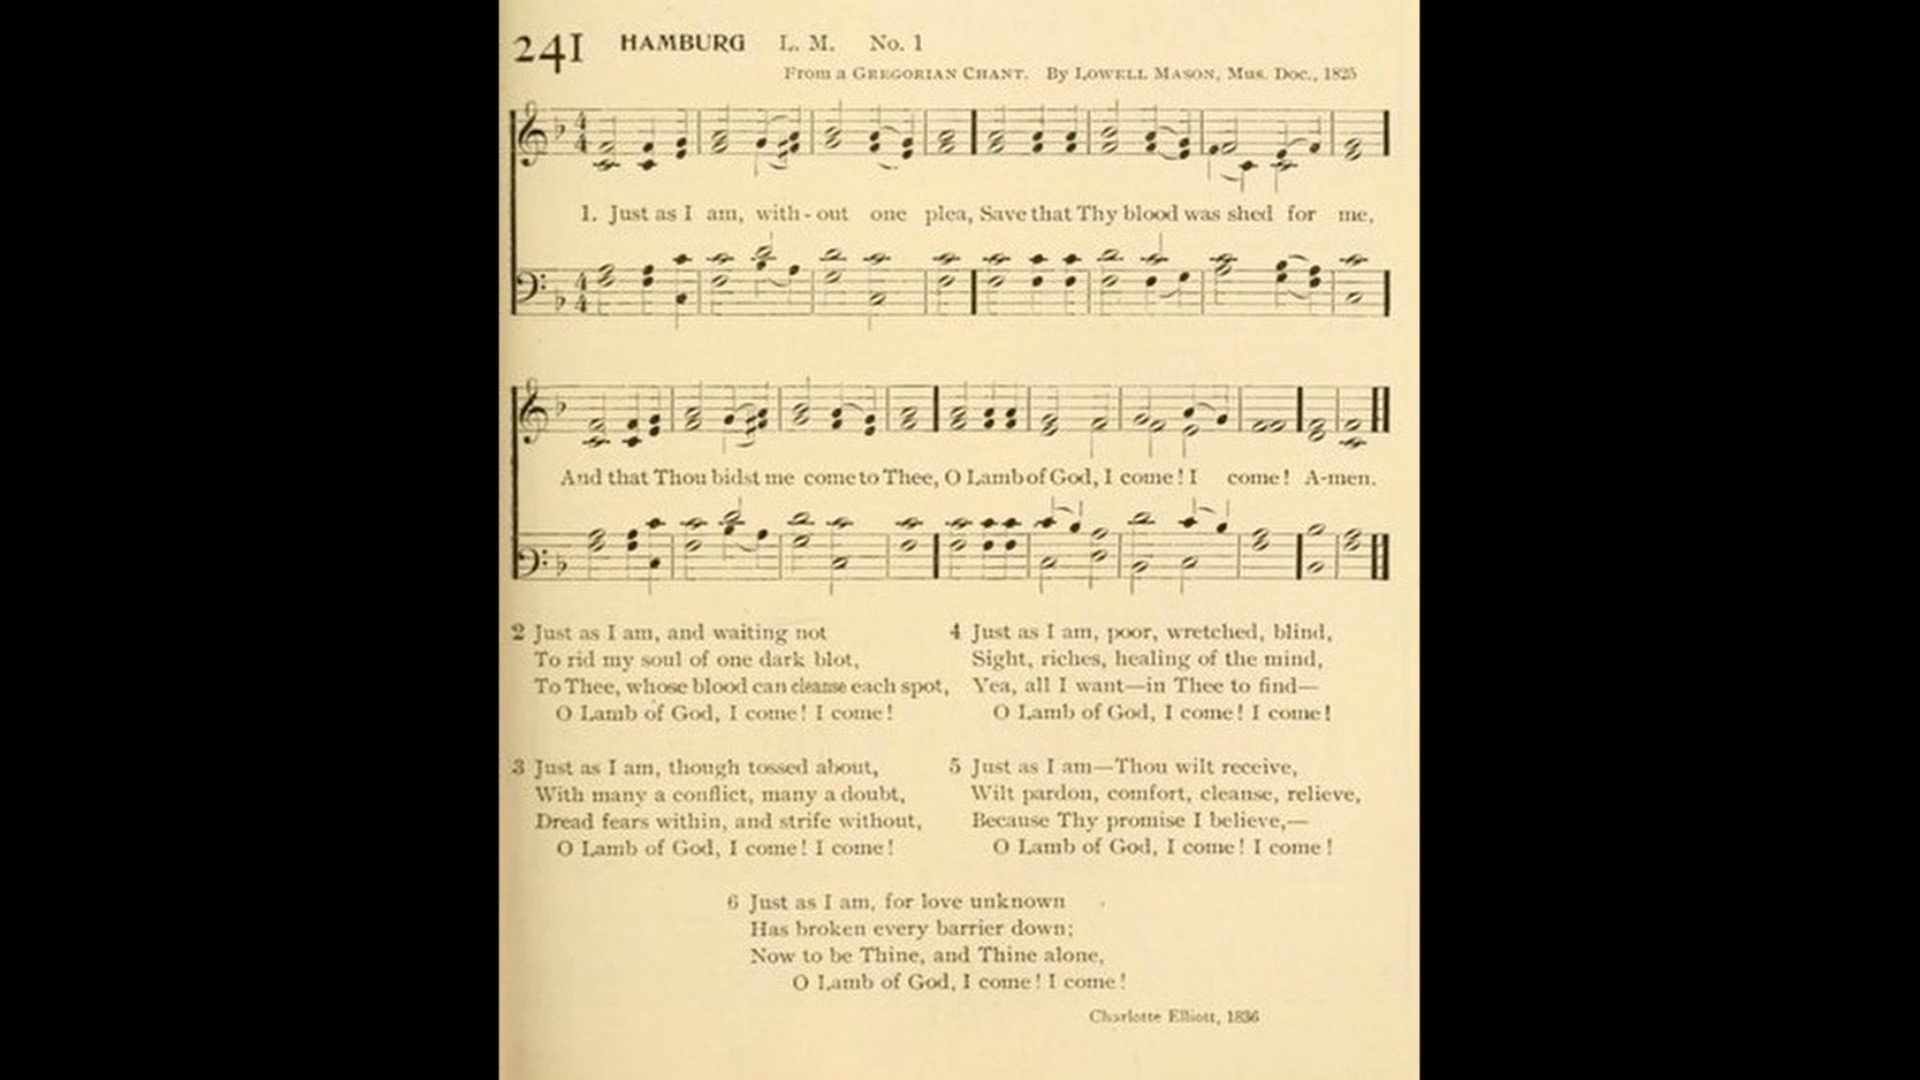 241 HAMBURG L. M. No. 1
From a GREGORIAN CHANT. By LOWELL MASON, Mus. Doc., 1825
1. Just as I am, with-out one plea, Save that Thy blood was shed for me,
And that Thou bidst me come to Thee, O Lamb of God, I come! I come! A-men.
2 Just as I am, and waiting not
To rid my soul of one dark blot,
To Thee, whose blood can cleanse each spot,
O Lamb of God, I come! I come!
3 Just as I am, though tossed about,
With many a conflict, many a doubt,
Dread fears within, and strife without,
O Lamb of God, I come! I come!
4 Just as I am, poor, wretched, blind,
Sight, riches, healing of the mind,
Yea, all I want—in Thee to find—
O Lamb of God, I come! I come!
5 Just as I am—Thou wilt receive,
Wilt pardon, comfort, cleanse, relieve,
Because Thy promise I believe,—
O Lamb of God, I come! I come!
6 Just as I am, for love unknown
Has broken every barrier down;
Now to be Thine, and Thine alone,
O Lamb of God, I come! I come!
Charlotte Elliott, 1836